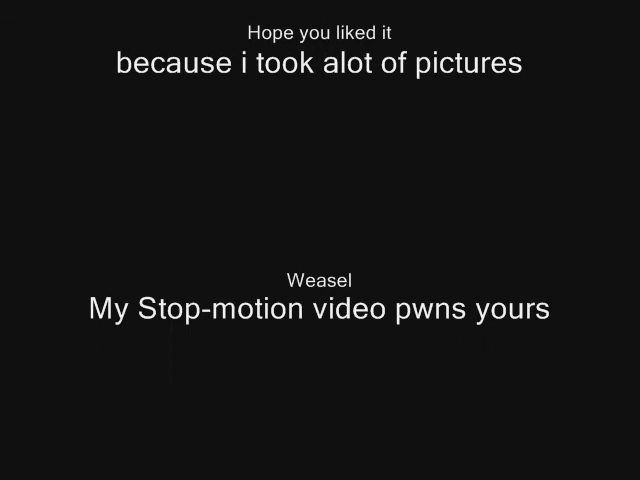 Hope you liked it
because i took alot of pictures
Weasel
My Stop-motion video pwns yours